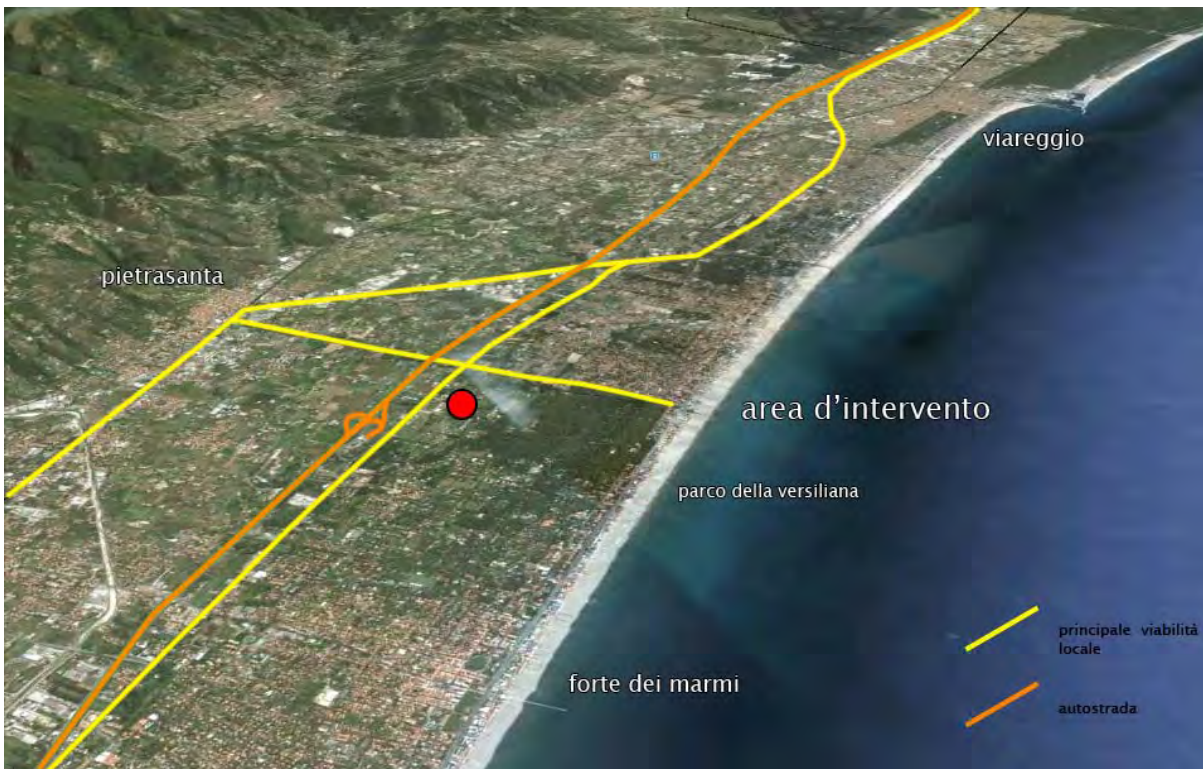 viareggio
pietrasanta
area d'intervento
parco della versiliana
principale viabilità
locale
forte dei marmi
autostrada